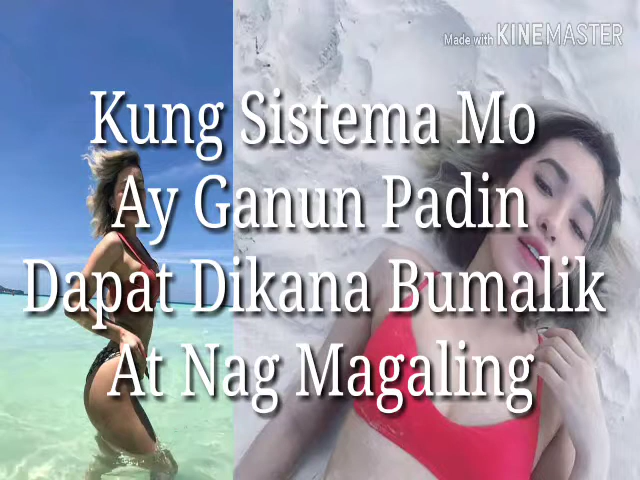 Made with KINEMASTER
Kung Sistema Mo
Ay Ganun Padin
Dapat Dikana Bumalik
At Nag Magaling